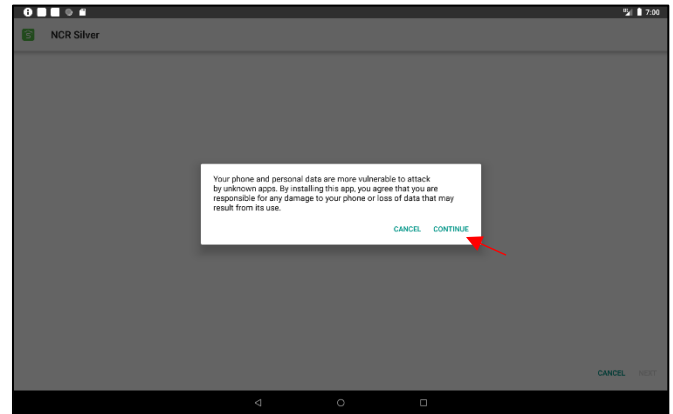 7:00
NCR Silver
Your phone and personal data are more vulnerable to attack
by unknown apps. By installing this app, you agree that you are
responsible for any damage to your phone or loss of data that may
result from its use.
CANCEL CONTINUE
CANCEL NEXT